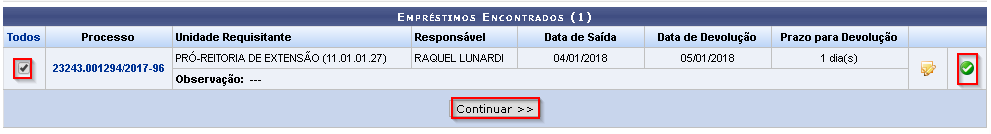 Empréstimos Encontrados (1)
Todos Processo Unidade Requisitante Responsável Data de Saída Data de Devolução Prazo para Devolução
23243.001294/2017-96 PRÓ-REITORIA DE EXTENSÃO (11.01.01.27) RAQUEL LUNARDI 04/01/2018 05/01/2018 1 dia(s)
Observação: ---
Continuar >>